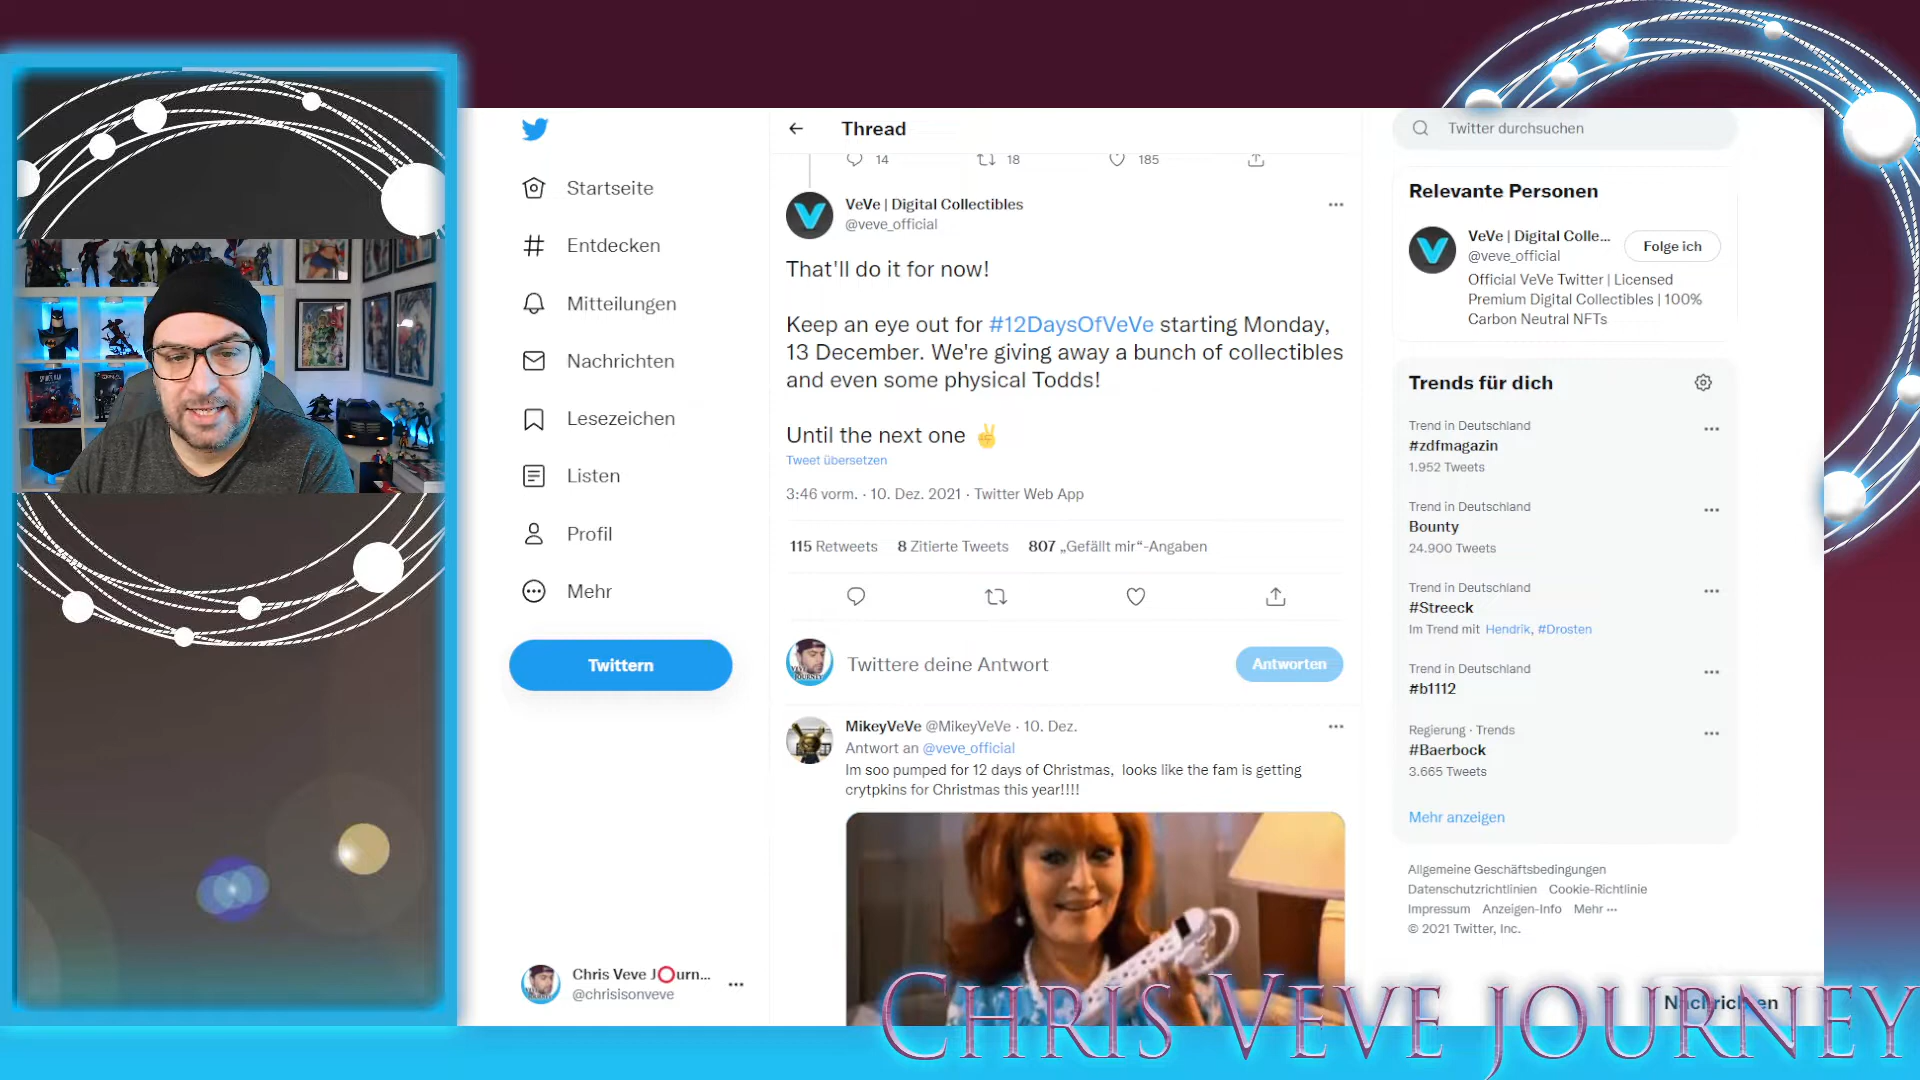 Startseite
Entdecken
Mitteilungen
Nachrichten
Lesezeichen
Listen
Profil
Mehr
Twittern
Chris Veve J⭕urn...
@chrisisonveve
Thread
14 18 185
VeVe | Digital Collectibles
@veve_official
That'll do it for now!
Keep an eye out for #12DaysOfVeVe starting Monday,
13 December. We're giving away a bunch of collectibles
and even some physical Todds!
Until the next one ✌
Tweet übersetzen
3:46 vorm. · 10. Dez. 2021 · Twitter Web App
115 Retweets 8 Zitierte Tweets 807 „Gefällt mir“-Angaben
Twittere deine Antwort
Antworten
MikeyVeVe @MikeyVeVe · 10. Dez.
Antwort an @veve_official
Im soo pumped for 12 days of Christmas, looks like the fam is getting
crytpkins for Christmas this year!!!!
Twitter durchsuchen
Relevante Personen
VeVe | Digital Colle...
@veve_official
Folge ich
Official VeVe Twitter | Licensed
Premium Digital Collectibles | 100%
Carbon Neutral NFTs
Trends für dich
Trend in Deutschland
#zdfmagazin
1.952 Tweets
Trend in Deutschland
Bounty
24.900 Tweets
Trend in Deutschland
#Streeck
Im Trend mit Hendrik, #Drosten
Trend in Deutschland
#b1112
Regierung · Trends
#Baerbock
3.665 Tweets
Mehr anzeigen
Allgemeine Geschäftsbedingungen
Datenschutzrichtlinien Cookie-Richtlinie
Impressum Anzeigen-Info Mehr ···
© 2021 Twitter, Inc.
Nachrichten
CHRIS VEVE JOURNEY